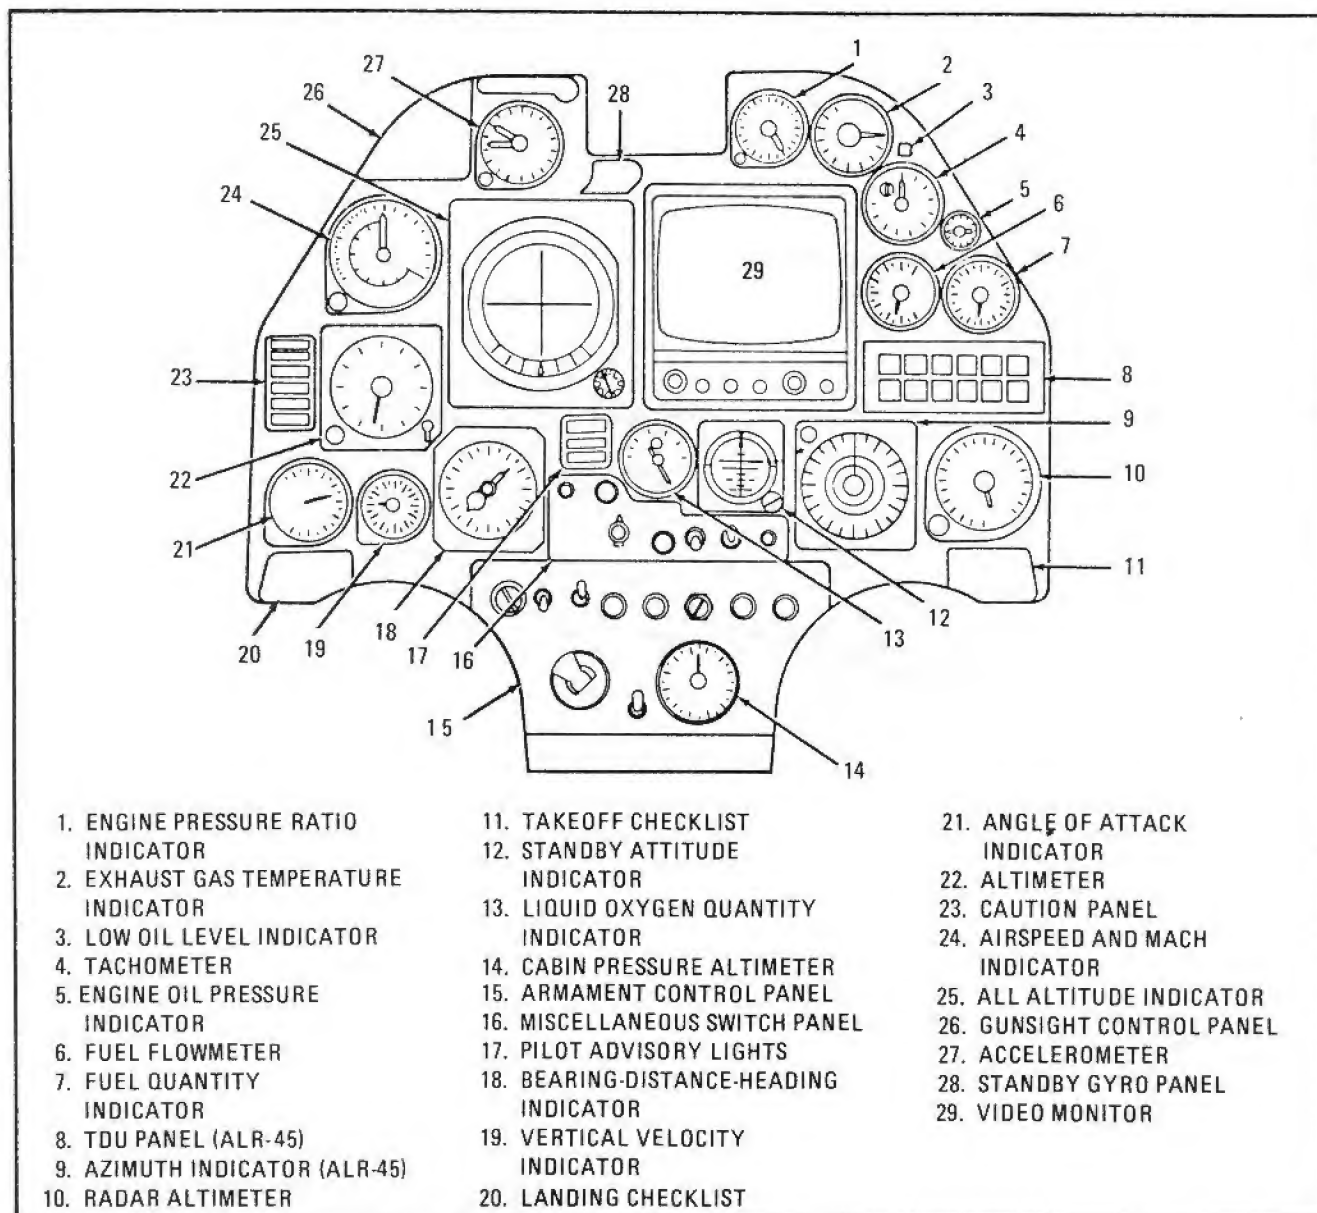 1
2
3
4
5
6
7
8
9
10
11
12
13
14
15
16
17
18
19
20
21
22
23
24
25
26
27
28
29
1. ENGINE PRESSURE RATIO
INDICATOR
2. EXHAUST GAS TEMPERATURE
INDICATOR
3. LOW OIL LEVEL INDICATOR
4. TACHOMETER
5. ENGINE OIL PRESSURE
INDICATOR
6. FUEL FLOWMETER
7. FUEL QUANTITY
INDICATOR
8. TDU PANEL (ALR-45)
9. AZIMUTH INDICATOR (ALR-45)
10. RADAR ALTIMETER
11. TAKEOFF CHECKLIST
12. STANDBY ATTITUDE
INDICATOR
13. LIQUID OXYGEN QUANTITY
INDICATOR
14. CABIN PRESSURE ALTIMETER
15. ARMAMENT CONTROL PANEL
16. MISCELLANEOUS SWITCH PANEL
17. PILOT ADVISORY LIGHTS
18. BEARING-DISTANCE-HEADING
INDICATOR
19. VERTICAL VELOCITY
INDICATOR
20. LANDING CHECKLIST
21. ANGLE OF ATTACK
INDICATOR
22. ALTIMETER
23. CAUTION PANEL
24. AIRSPEED AND MACH
INDICATOR
25. ALL ALTITUDE INDICATOR
26. GUNSIGHT CONTROL PANEL
27. ACCELEROMETER
28. STANDBY GYRO PANEL
29. VIDEO MONITOR